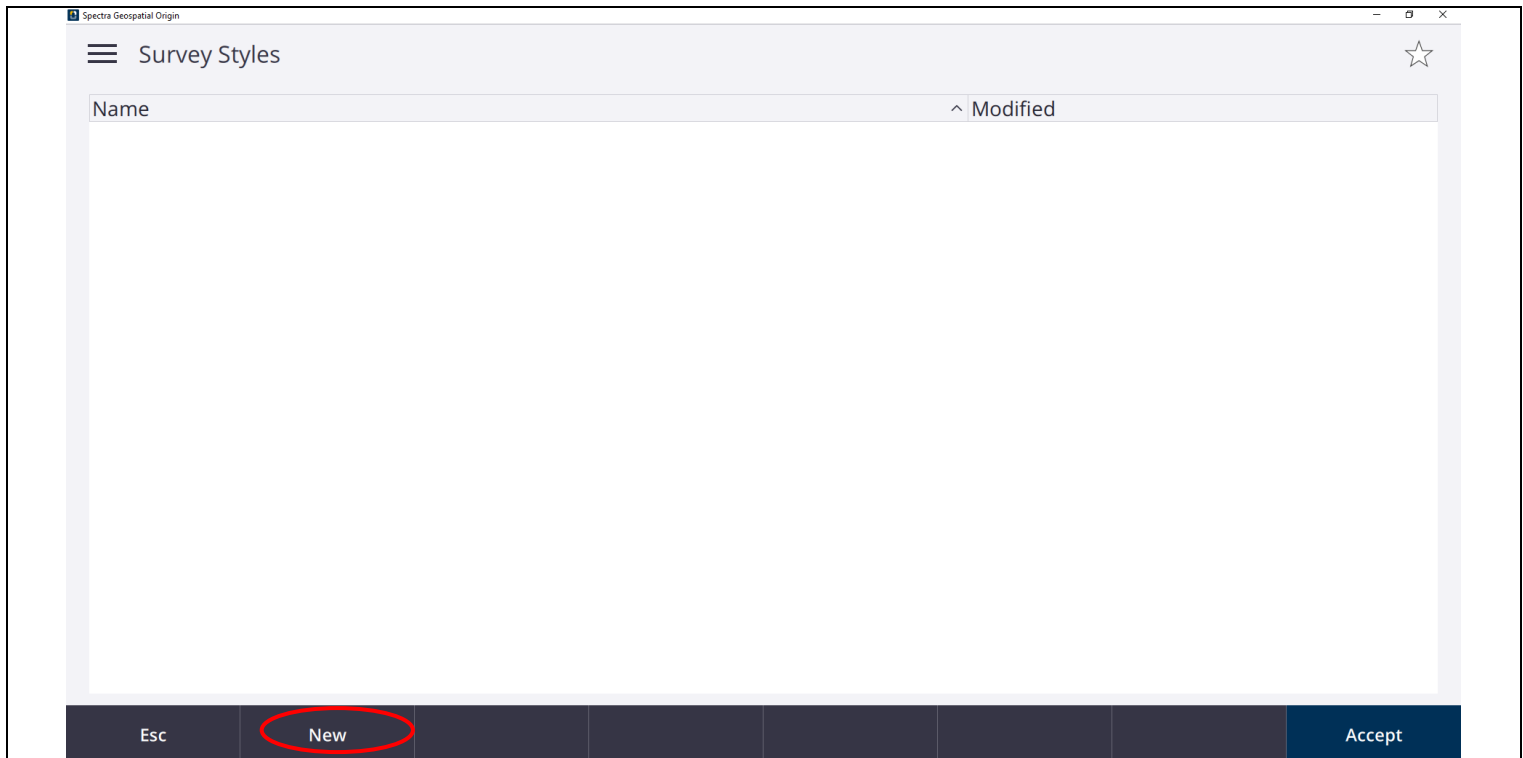 Spectra Geospatial Origin
Survey Styles
Name Modified
Esc New Accept